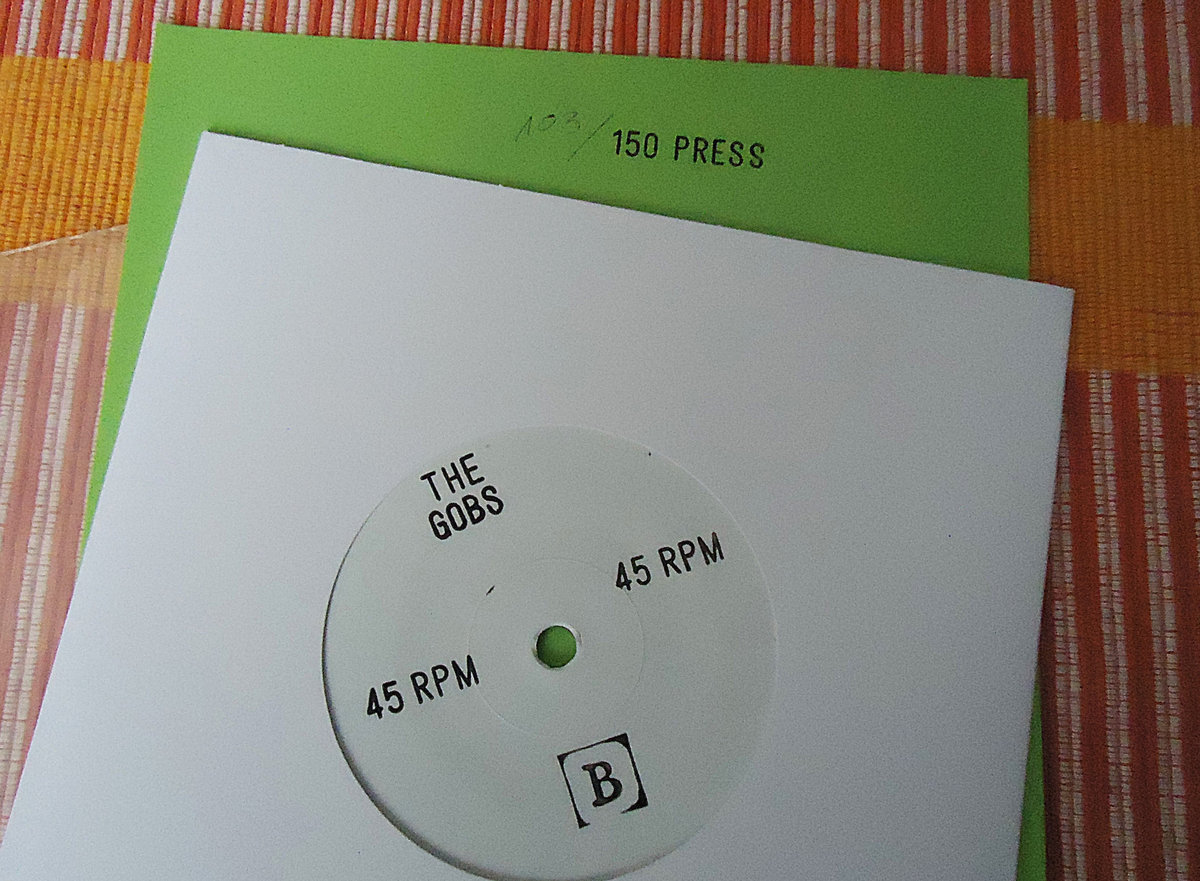 103/150 PRESS
THE
GOBS
45 RPM
45 RPM
B